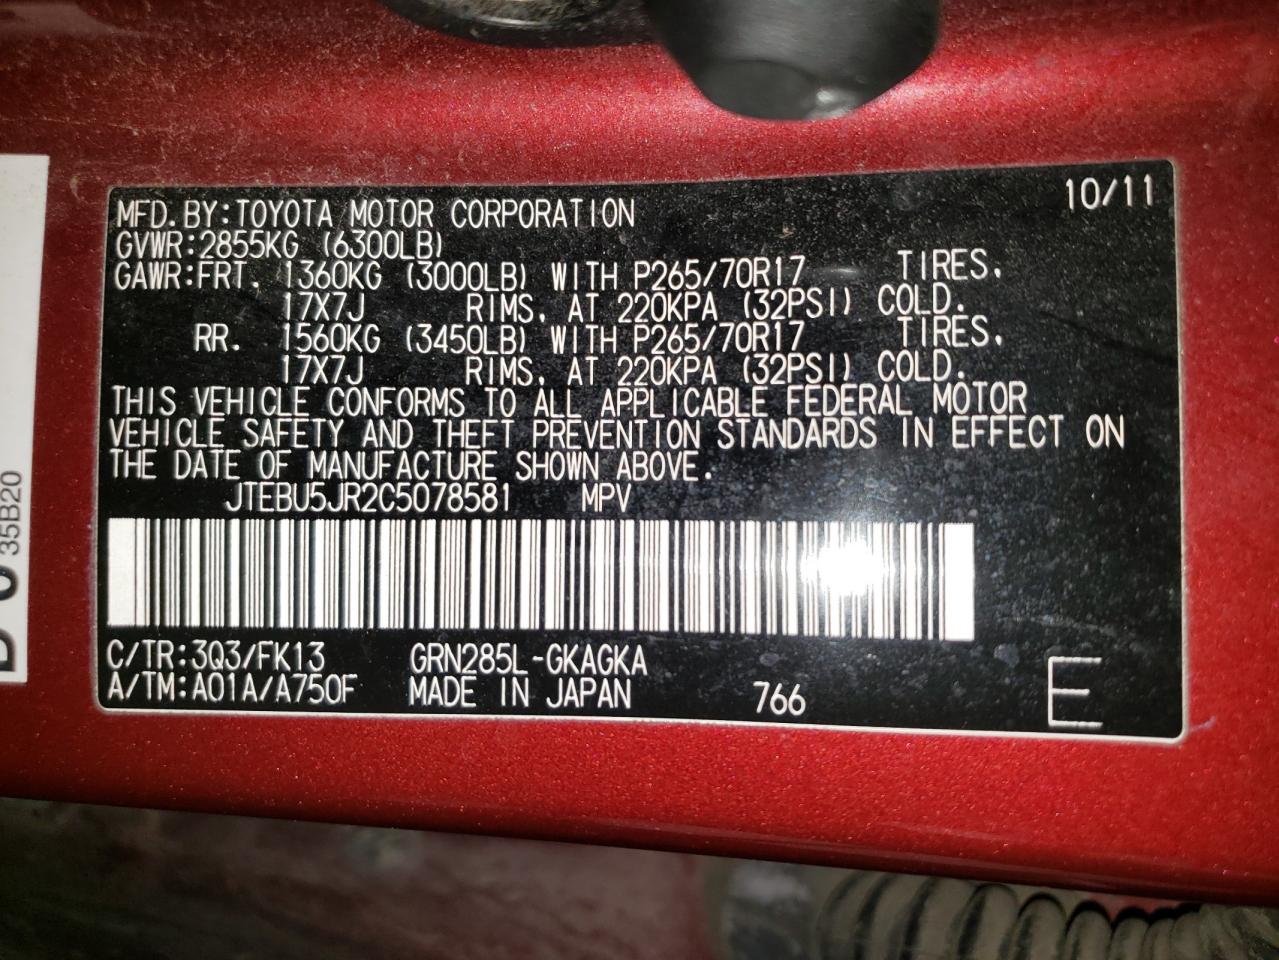 10/11
MFD.BY:TOYOTA MOTOR CORPORATION
GVWR:2855KG (6300LB)
GAWR:FRT. 1360KG (3000LB) WITH P265/70R17 TIRES,
17X7J RIMS, AT 220KPA (32PSI) COLD.
RR. 1560KG (3450LB) WITH P265/70R17 TIRES,
17X7J RIMS, AT 220KPA (32PSI) COLD.
THIS VEHICLE CONFORMS TO ALL APPLICABLE FEDERAL MOTOR
VEHICLE SAFETY AND THEFT PREVENTION STANDARDS IN EFFECT ON
THE DATE OF MANUFACTURE SHOWN ABOVE.
JTEBU5JR2C5078581 MPV
C/TR:3Q3/FK13 GRN285L-GKAGKA
A/TM:A01A/A750F MADE IN JAPAN 766 E
35B20